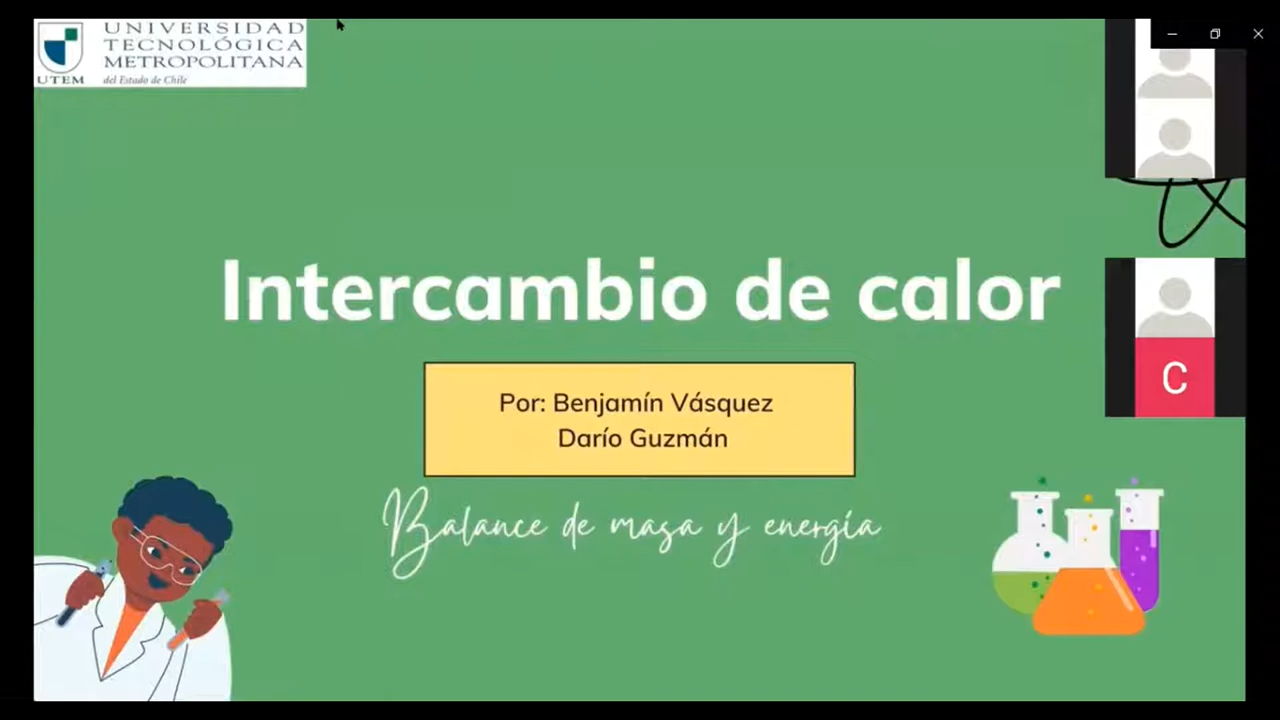 UNIVERSIDAD
TECNOLÓGICA
METROPOLITANA
del Estado de Chile
UTEM
Intercambio de calor
Por: Benjamín Vásquez
Darío Guzmán
Balance de masa y energía
C